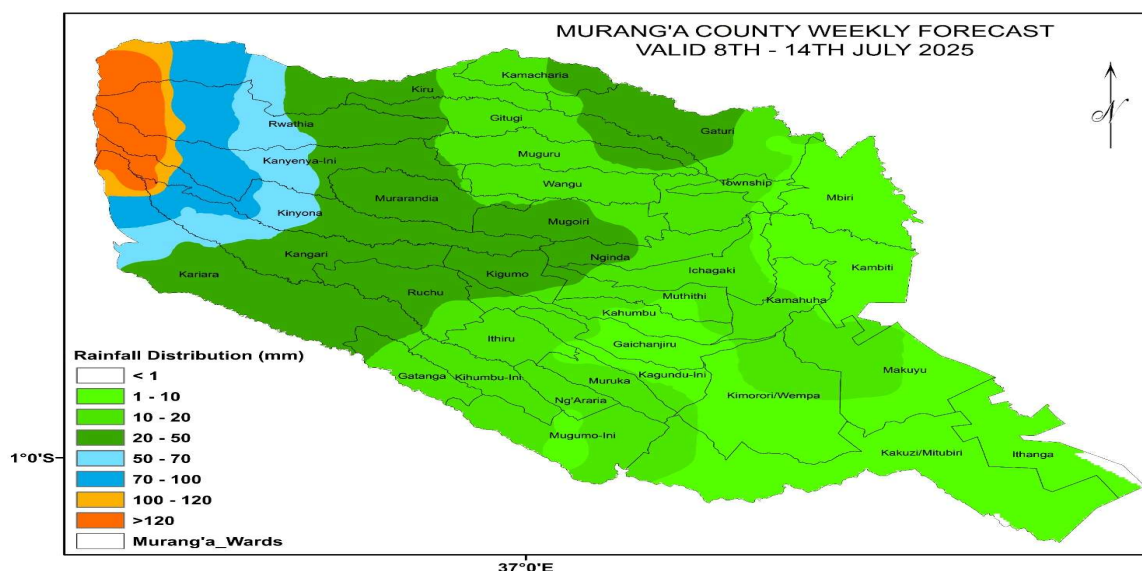 MURANG'A COUNTY WEEKLY FORECAST
VALID 8TH - 14TH JULY 2025
N
Kamacharia
Kiru
Gitugi
Rwathia
Gaturi
Muguru
Kanyenya-Ini
Wangu
Township
Murarandia
Mbiri
Kinyona
Mugoiri
Kangari
Nginda
Kariara
Kigumo
Ichagaki
Kambiti
Ruchu
Muthithi
Kamahuha
Kahumbu
Ithiru
Gaichanjiru
Makuyu
Gatanga
Kihumbu-Ini
Muruka
Kagundu-Ini
Kimorori/Wempa
Ng'Araria
Mugumo-Ini
Kakuzi/Mitubiri
Ithanga
Rainfall Distribution (mm)
< 1
1 - 10
10 - 20
20 - 50
50 - 70
70 - 100
100 - 120
>120
Murang'a_Wards
1°0'S
37°0'E